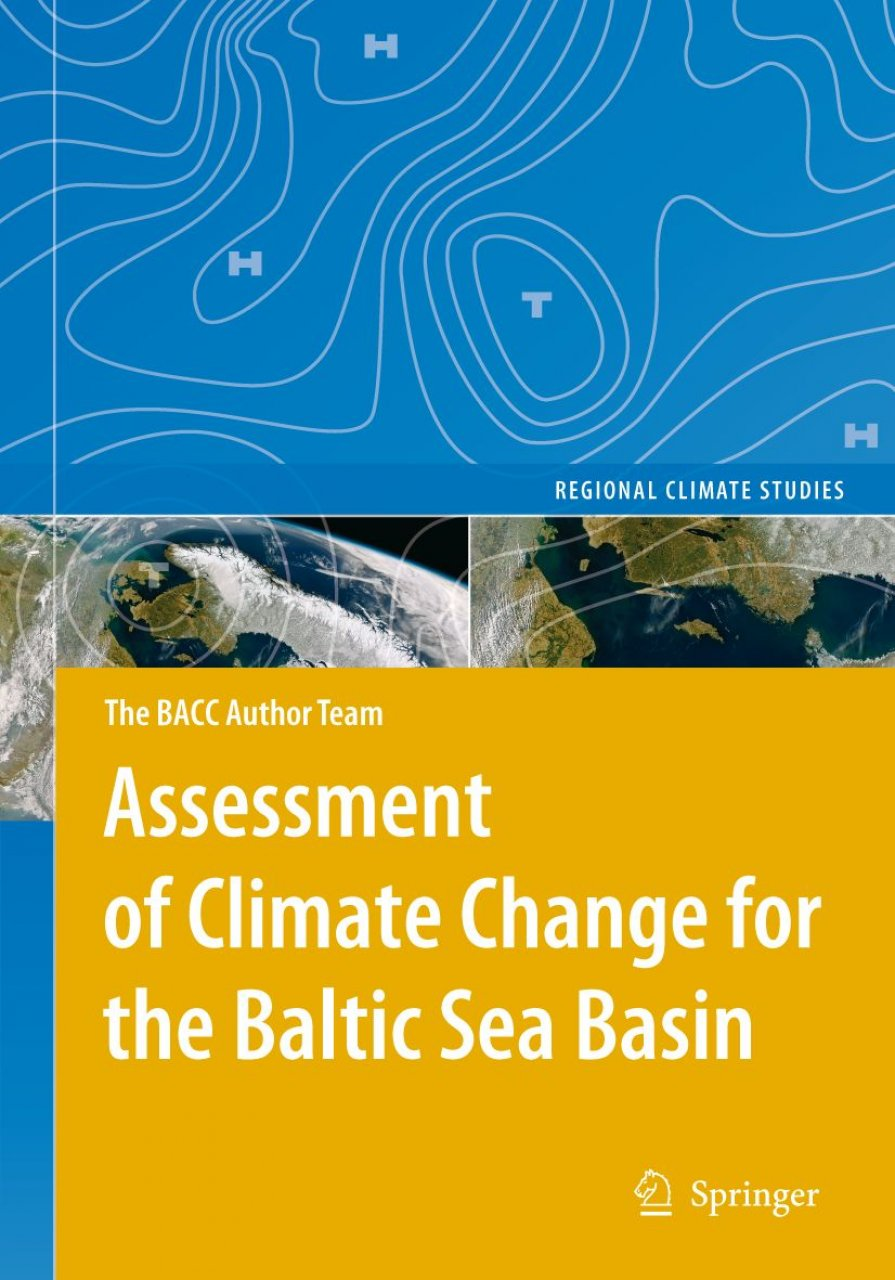 H
H
T
H
REGIONAL CLIMATE STUDIES
T
The BACC Author Team
Assessment
of Climate Change for
the Baltic Sea Basin
Springer